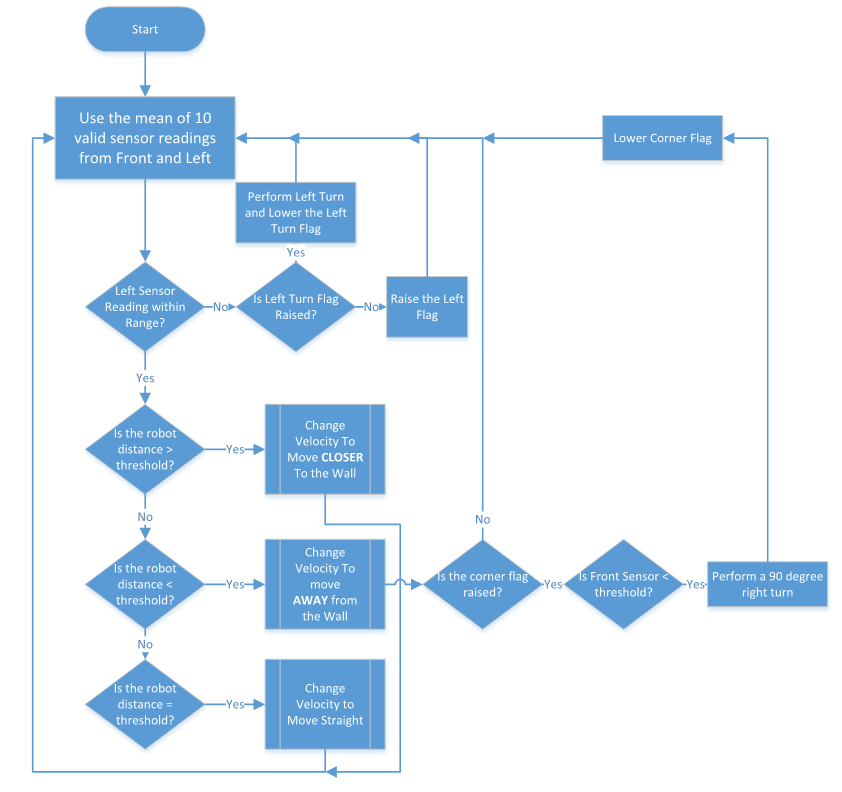 Start
Use the mean of 10
valid sensor readings
from Front and Left
Lower Corner Flag
Perform Left Turn
and Lower the Left
Turn Flag
Yes
Left Sensor
Reading within
Range?
No
Is Left Turn Flag
Raised?
No
Raise the Left
Flag
Yes
Is the robot
distance >
threshold?
Yes
Change
Velocity To
Move CLOSER
To the Wall
No
No
Is the robot
distance <
threshold?
Yes
Change
Velocity To
move
AWAY from
the Wall
Is the corner flag
raised?
Yes
Is Front Sensor <
threshold?
Yes
Perform a 90 degree
right turn
No
Is the robot
distance =
threshold?
Yes
Change
Velocity to
Move Straight